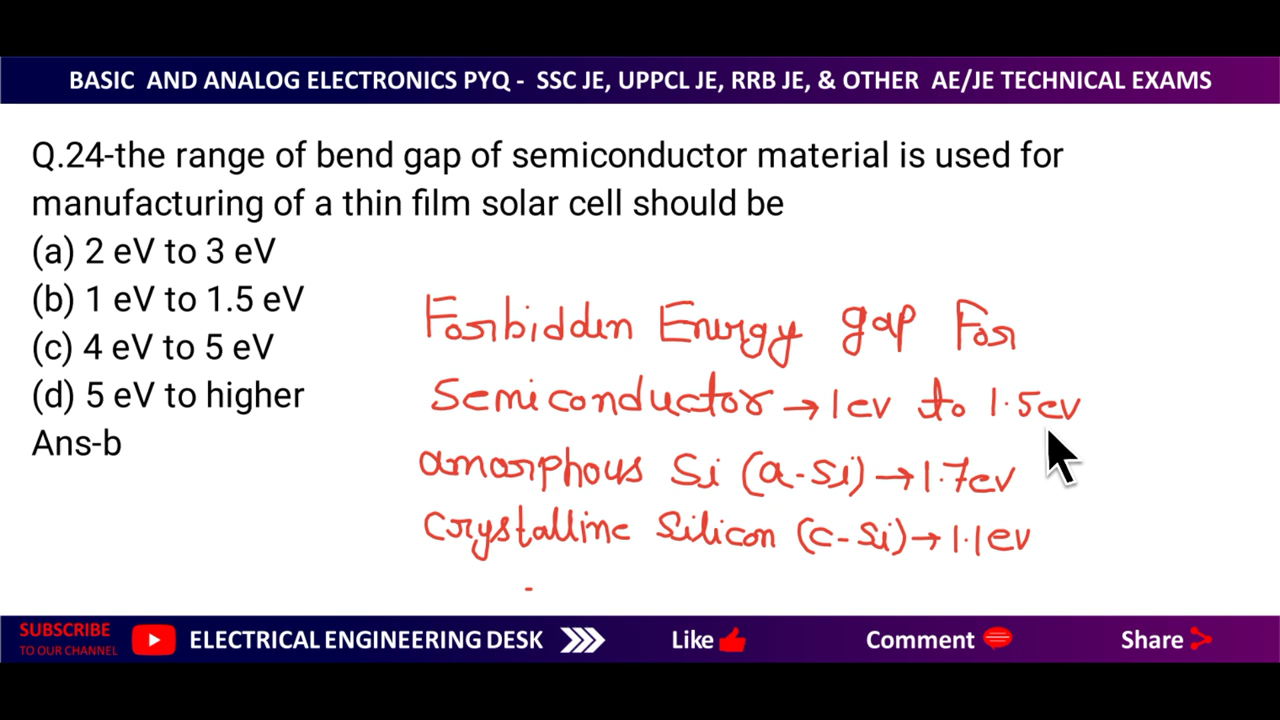 BASIC AND ANALOG ELECTRONICS PYQ - SSC JE, UPPCL JE, RRB JE, & OTHER AE/JE TECHNICAL EXAMS
Q.24-the range of bend gap of semiconductor material is used for
manufacturing of a thin film solar cell should be
(a) 2 eV to 3 eV
(b) 1 eV to 1.5 eV
(c) 4 eV to 5 eV
(d) 5 eV to higher
Ans-b
Forbidden Energy gap For
Semiconductor → 1 ev to 1.5ev
amorphous Si (a-Si) → 1.7ev
Crystalline Silicon (c-Si) → 1.1ev
SUBSCRIBE
TO OUR CHANNEL
ELECTRICAL ENGINEERING DESK
Like
Comment
Share